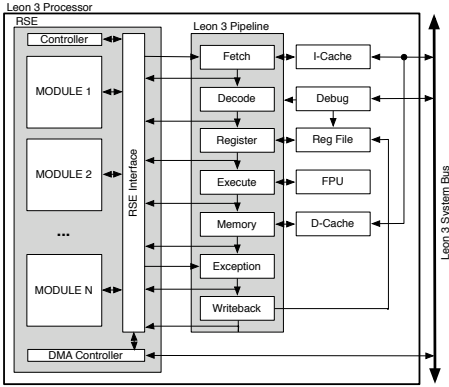 Leon 3 Processor
RSE
Controller
MODULE 1
MODULE 2
...
MODULE N
DMA Controller
RSE Interface
Leon 3 Pipeline
Fetch
Decode
Register
Execute
Memory
Exception
Writeback
I-Cache
Debug
Reg File
FPU
D-Cache
Leon 3 System Bus